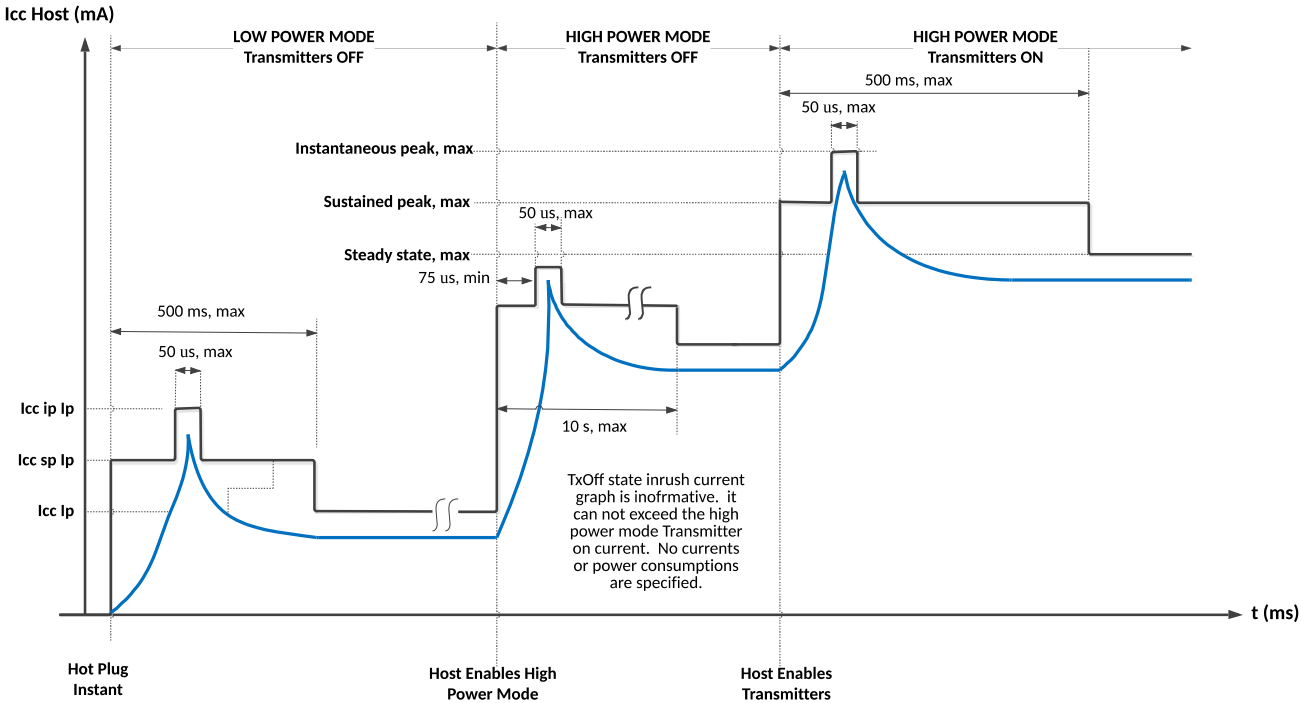 Icc Host (mA)
LOW POWER MODE
Transmitters OFF
HIGH POWER MODE
Transmitters OFF
HIGH POWER MODE
Transmitters ON
500 ms, max
50 us, max
Instantaneous peak, max
Sustained peak, max
50 us, max
Steady state, max
75 us, min
500 ms, max
50 us, max
Icc ip lp
10 s, max
Icc sp lp
TxOff state inrush current
graph is inofrmative. it
can not exceed the high
power mode Transmitter
on current. No currents
or power consumptions
are specified.
Icc lp
t (ms)
Hot Plug
Instant
Host Enables High
Power Mode
Host Enables
Transmitters